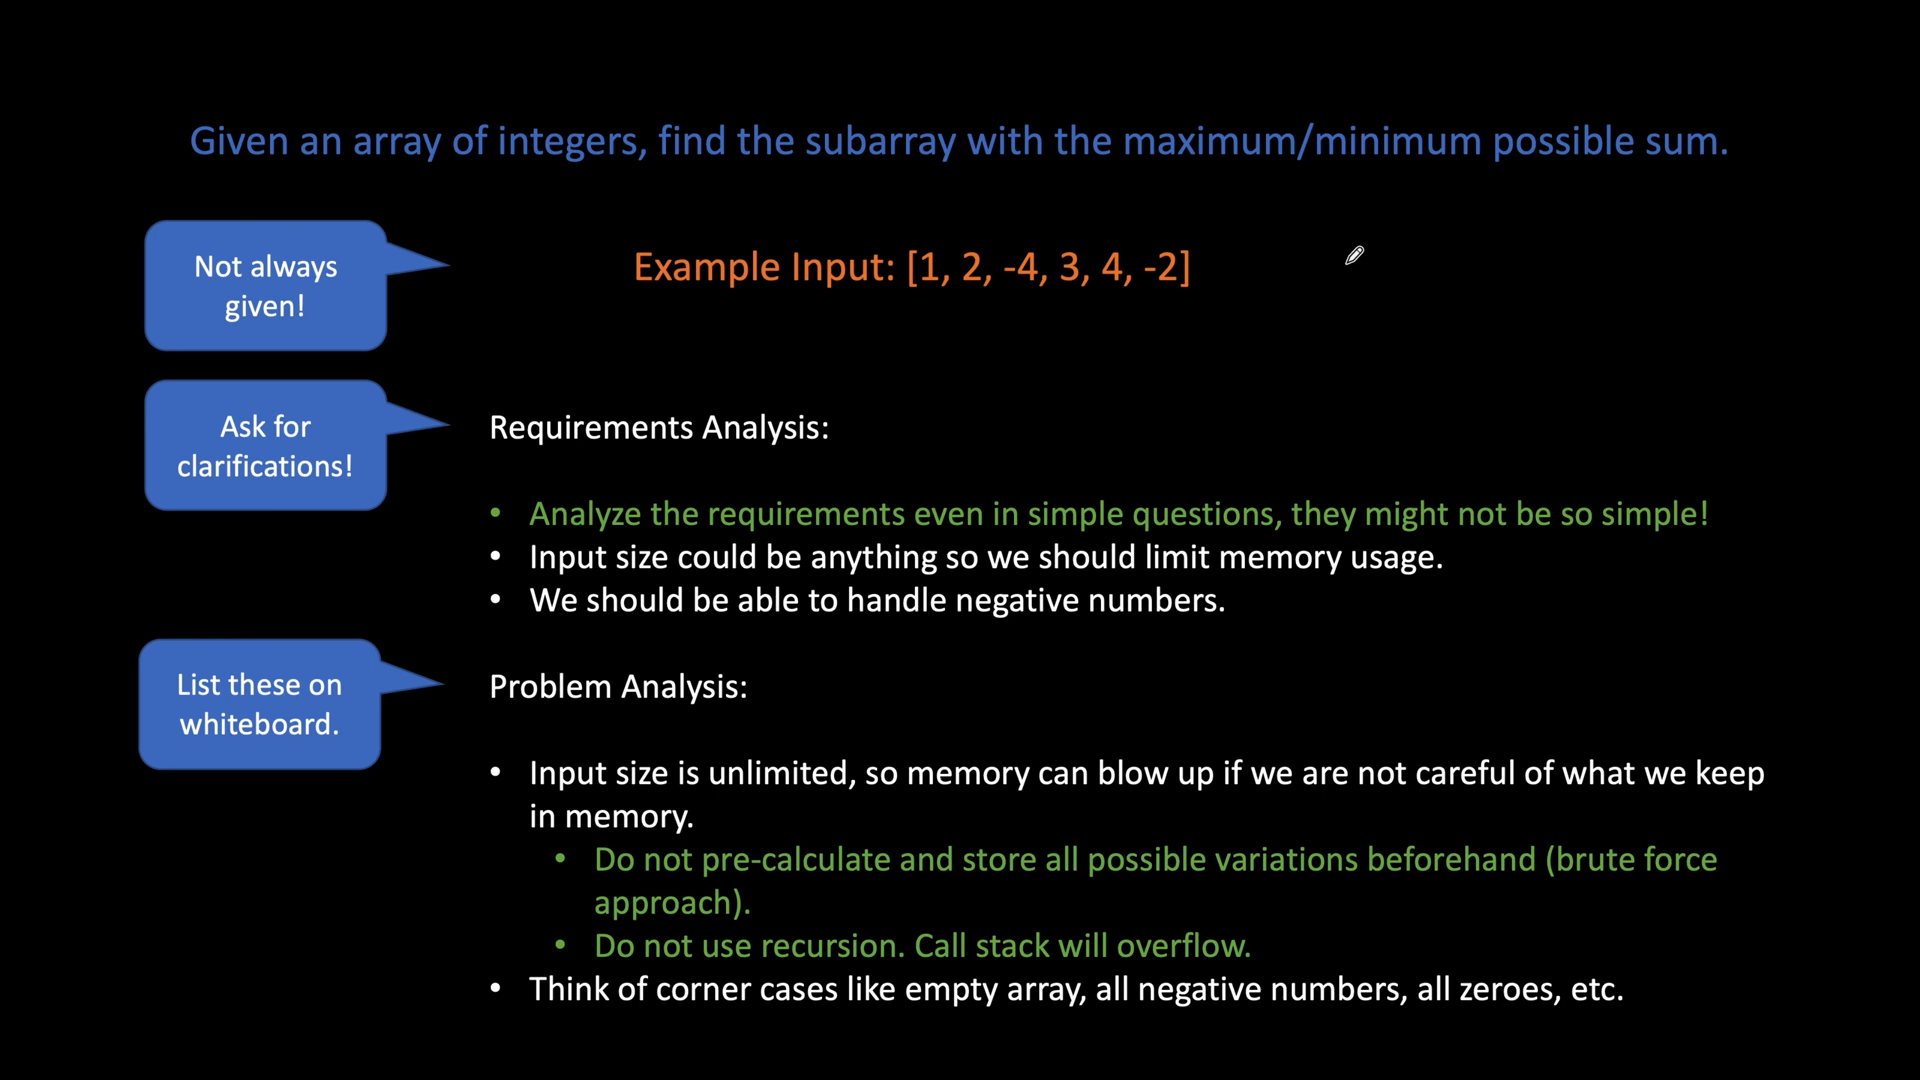 Given an array of integers, find the subarray with the maximum/minimum possible sum.
Not always
given!
Example Input: [1, 2, -4, 3, 4, -2]
Ask for
clarifications!
Requirements Analysis:
• Analyze the requirements even in simple questions, they might not be so simple!
• Input size could be anything so we should limit memory usage.
• We should be able to handle negative numbers.
List these on
whiteboard.
Problem Analysis:
• Input size is unlimited, so memory can blow up if we are not careful of what we keep
in memory.
• Do not pre-calculate and store all possible variations beforehand (brute force
approach).
• Do not use recursion. Call stack will overflow.
• Think of corner cases like empty array, all negative numbers, all zeroes, etc.